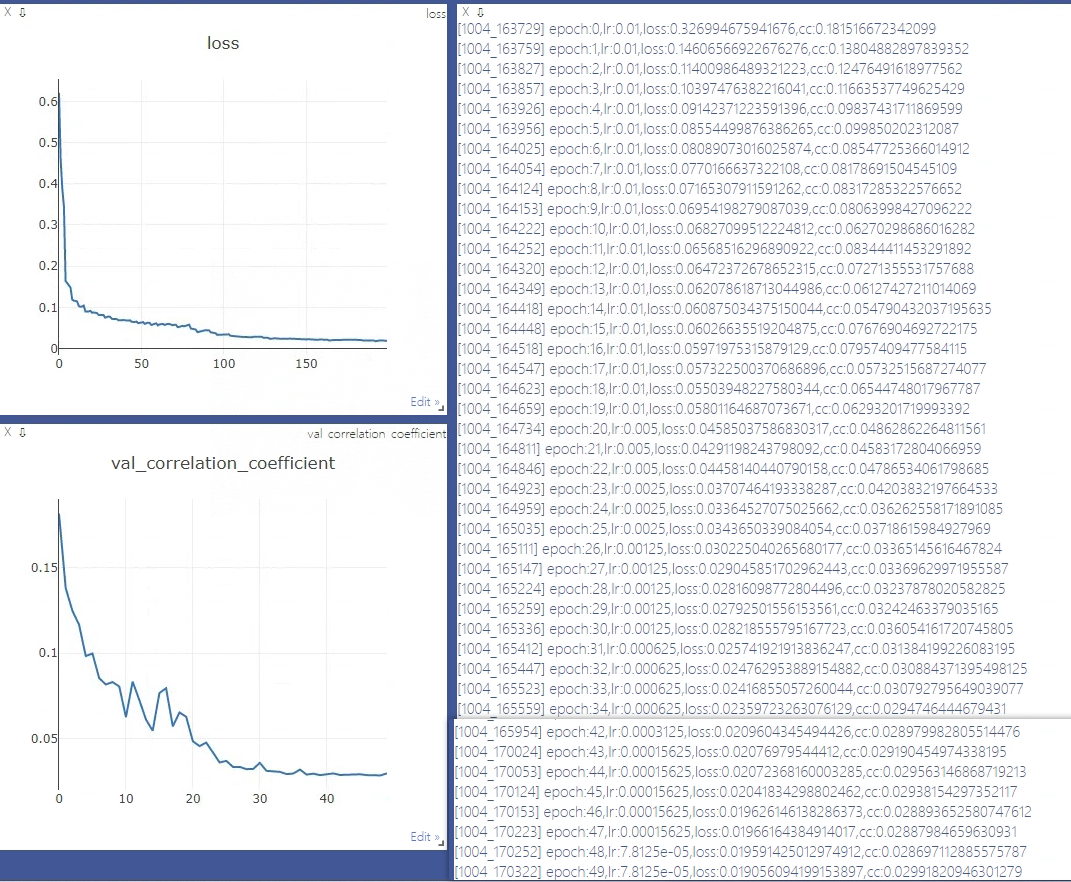 X ⇩
loss
loss
0.6
0.5
0.4
0.3
0.2
0.1
0
0 50 100 150
Edit »
X ⇩
val_correlation_coefficient
val_correlation_coefficient
0.15
0.1
0.05
0 10 20 30 40
Edit »
X ⇩
[1004_163729] epoch:0,lr:0.01,loss:0.326994675941676,cc:0.181516672342099
[1004_163759] epoch:1,lr:0.01,loss:0.14606566922676276,cc:0.13804882897839352
[1004_163827] epoch:2,lr:0.01,loss:0.11400986489321223,cc:0.12476491618977562
[1004_163857] epoch:3,lr:0.01,loss:0.10397476382216041,cc:0.11663537749625429
[1004_163926] epoch:4,lr:0.01,loss:0.09142371223591396,cc:0.09837431711869599
[1004_163956] epoch:5,lr:0.01,loss:0.08554499876386265,cc:0.099850202312087
[1004_164025] epoch:6,lr:0.01,loss:0.08089073016025874,cc:0.08547725366014912
[1004_164054] epoch:7,lr:0.01,loss:0.0770166637322108,cc:0.08178691504545109
[1004_164124] epoch:8,lr:0.01,loss:0.07165307911591262,cc:0.08317285322576652
[1004_164153] epoch:9,lr:0.01,loss:0.06954198279087039,cc:0.08063998427096222
[1004_164222] epoch:10,lr:0.01,loss:0.06827099512224812,cc:0.06270298686016282
[1004_164252] epoch:11,lr:0.01,loss:0.06568516296890922,cc:0.08344411453291892
[1004_164320] epoch:12,lr:0.01,loss:0.06472372678652315,cc:0.07271355531757688
[1004_164349] epoch:13,lr:0.01,loss:0.062078618713044986,cc:0.06127427211014069
[1004_164418] epoch:14,lr:0.01,loss:0.060875034375150044,cc:0.054790432037195635
[1004_164448] epoch:15,lr:0.01,loss:0.06026635519204875,cc:0.07676904692722175
[1004_164518] epoch:16,lr:0.01,loss:0.05971975315879129,cc:0.07957409477584115
[1004_164547] epoch:17,lr:0.01,loss:0.057322500370686896,cc:0.05732515687274077
[1004_164623] epoch:18,lr:0.01,loss:0.05503948227580344,cc:0.06544748017967787
[1004_164659] epoch:19,lr:0.01,loss:0.05801164687073671,cc:0.06293201719993392
[1004_164734] epoch:20,lr:0.005,loss:0.04585037586830317,cc:0.04862862264811561
[1004_164811] epoch:21,lr:0.005,loss:0.04291198243798092,cc:0.04583172804066959
[1004_164846] epoch:22,lr:0.005,loss:0.04458140440790158,cc:0.04786534061798685
[1004_164923] epoch:23,lr:0.0025,loss:0.03707464193338287,cc:0.04203832197664533
[1004_164959] epoch:24,lr:0.0025,loss:0.03364527075025662,cc:0.036262558171891085
[1004_165035] epoch:25,lr:0.0025,loss:0.0343650339084054,cc:0.03718615984927969
[1004_165111] epoch:26,lr:0.00125,loss:0.030225040265680177,cc:0.03365145616467824
[1004_165147] epoch:27,lr:0.00125,loss:0.029045851702962443,cc:0.03369629971955587
[1004_165224] epoch:28,lr:0.00125,loss:0.02816098772804496,cc:0.03237878020582825
[1004_165259] epoch:29,lr:0.00125,loss:0.02792501556153561,cc:0.03242463379035165
[1004_165336] epoch:30,lr:0.00125,loss:0.028218555795167723,cc:0.036054161720745805
[1004_165412] epoch:31,lr:0.000625,loss:0.025741921913836247,cc:0.031384199226083195
[1004_165447] epoch:32,lr:0.000625,loss:0.024762953889154882,cc:0.030884371395498125
[1004_165523] epoch:33,lr:0.000625,loss:0.02416855057260044,cc:0.030792795649039077
[1004_165559] epoch:34,lr:0.000625,loss:0.02359723263076129,cc:0.0294746444679431
[1004_165954] epoch:42,lr:0.0003125,loss:0.0209604345494426,cc:0.028979982805514476
[1004_170024] epoch:43,lr:0.00015625,loss:0.02076979544412,cc:0.029190454974338195
[1004_170053] epoch:44,lr:0.00015625,loss:0.02072368160003285,cc:0.029563146868719213
[1004_170124] epoch:45,lr:0.00015625,loss:0.02041834298802462,cc:0.02938154297352117
[1004_170153] epoch:46,lr:0.00015625,loss:0.019626146138286373,cc:0.028893652580747612
[1004_170223] epoch:47,lr:0.00015625,loss:0.01966164384914017,cc:0.02887984659630931
[1004_170252] epoch:48,lr:7.8125e-05,loss:0.019591425012974912,cc:0.028697112885575787
[1004_170322] epoch:49,lr:7.8125e-05,loss:0.019056094199153897,cc:0.02991820946301279